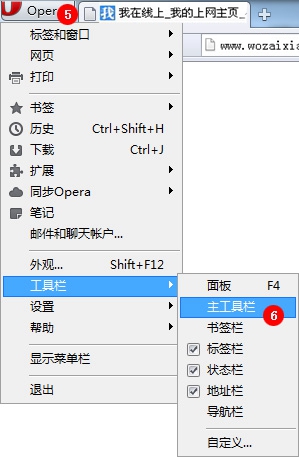 Opera
5
我 我在线上_我的上网主页_
标签和窗口
www.wozaixia
网页
打印
书签
历史 Ctrl+Shift+H
下载 Ctrl+J
扩展
同步Opera
笔记
邮件和聊天帐户...
外观... Shift+F12
工具栏
设置
帮助
显示菜单栏
退出
面板 F4
主工具栏
6
书签栏
标签栏
状态栏
地址栏
导航栏
自定义...